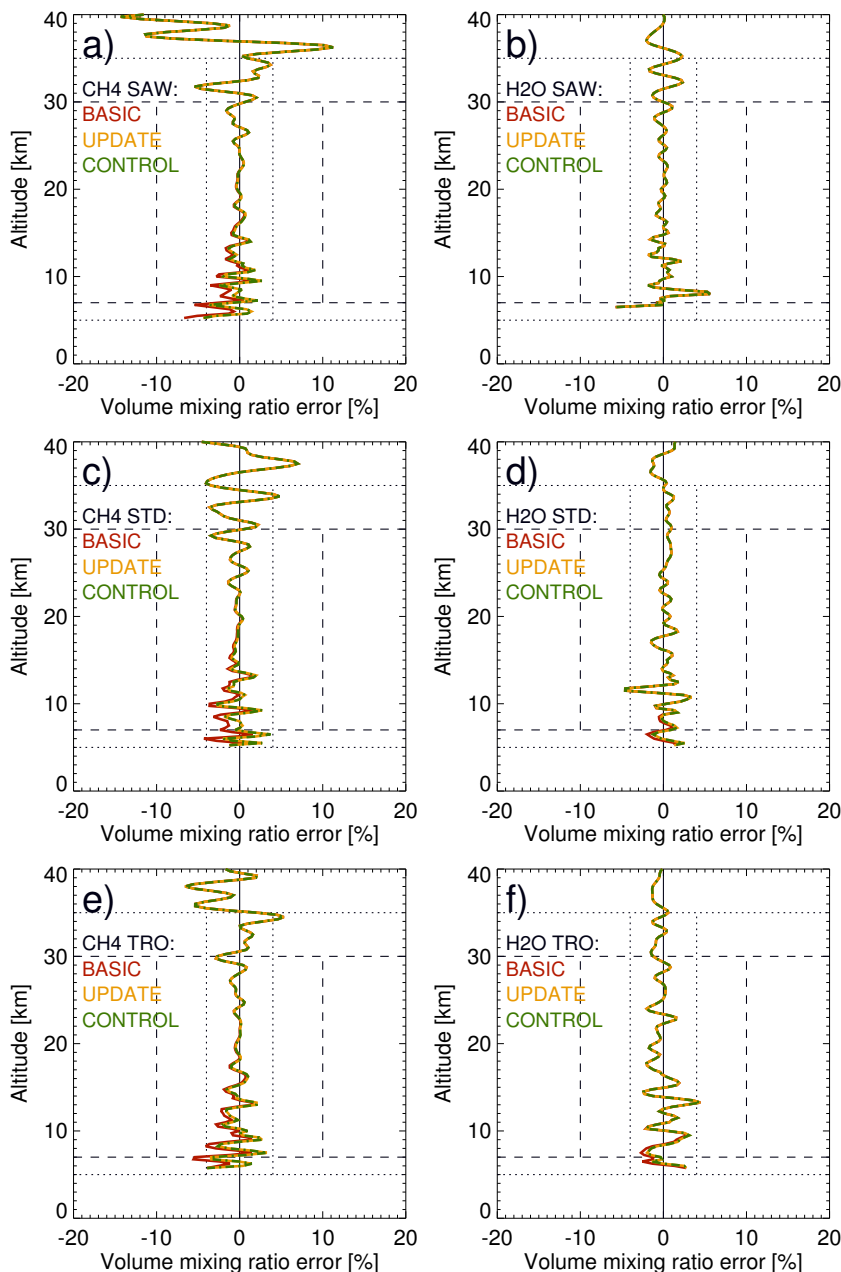 40
30
20
10
0
Altitude [km]
a)
CH4 SAW:
BASIC
UPDATE
CONTROL
-20 -10 0 10 20
Volume mixing ratio error [%]
40
30
20
10
0
Altitude [km]
b)
H2O SAW:
BASIC
UPDATE
CONTROL
-20 -10 0 10 20
Volume mixing ratio error [%]
40
30
20
10
0
Altitude [km]
c)
CH4 STD:
BASIC
UPDATE
CONTROL
-20 -10 0 10 20
Volume mixing ratio error [%]
40
30
20
10
0
Altitude [km]
d)
H2O STD:
BASIC
UPDATE
CONTROL
-20 -10 0 10 20
Volume mixing ratio error [%]
40
30
20
10
0
Altitude [km]
e)
CH4 TRO:
BASIC
UPDATE
CONTROL
-20 -10 0 10 20
Volume mixing ratio error [%]
40
30
20
10
0
Altitude [km]
f)
H2O TRO:
BASIC
UPDATE
CONTROL
-20 -10 0 10 20
Volume mixing ratio error [%]